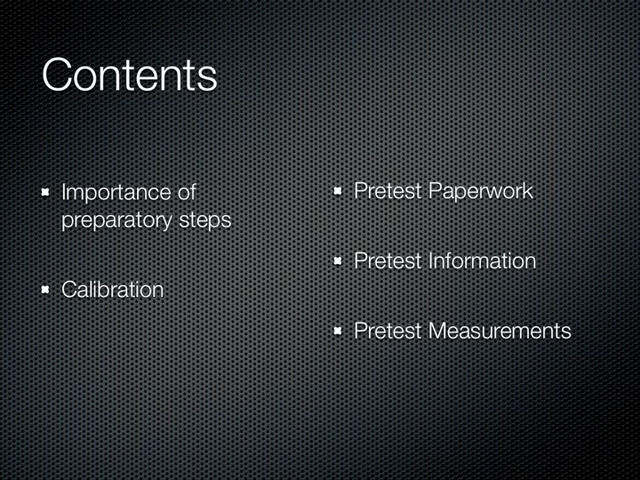 Contents
Importance of
preparatory steps
Calibration
Pretest Paperwork
Pretest Information
Pretest Measurements